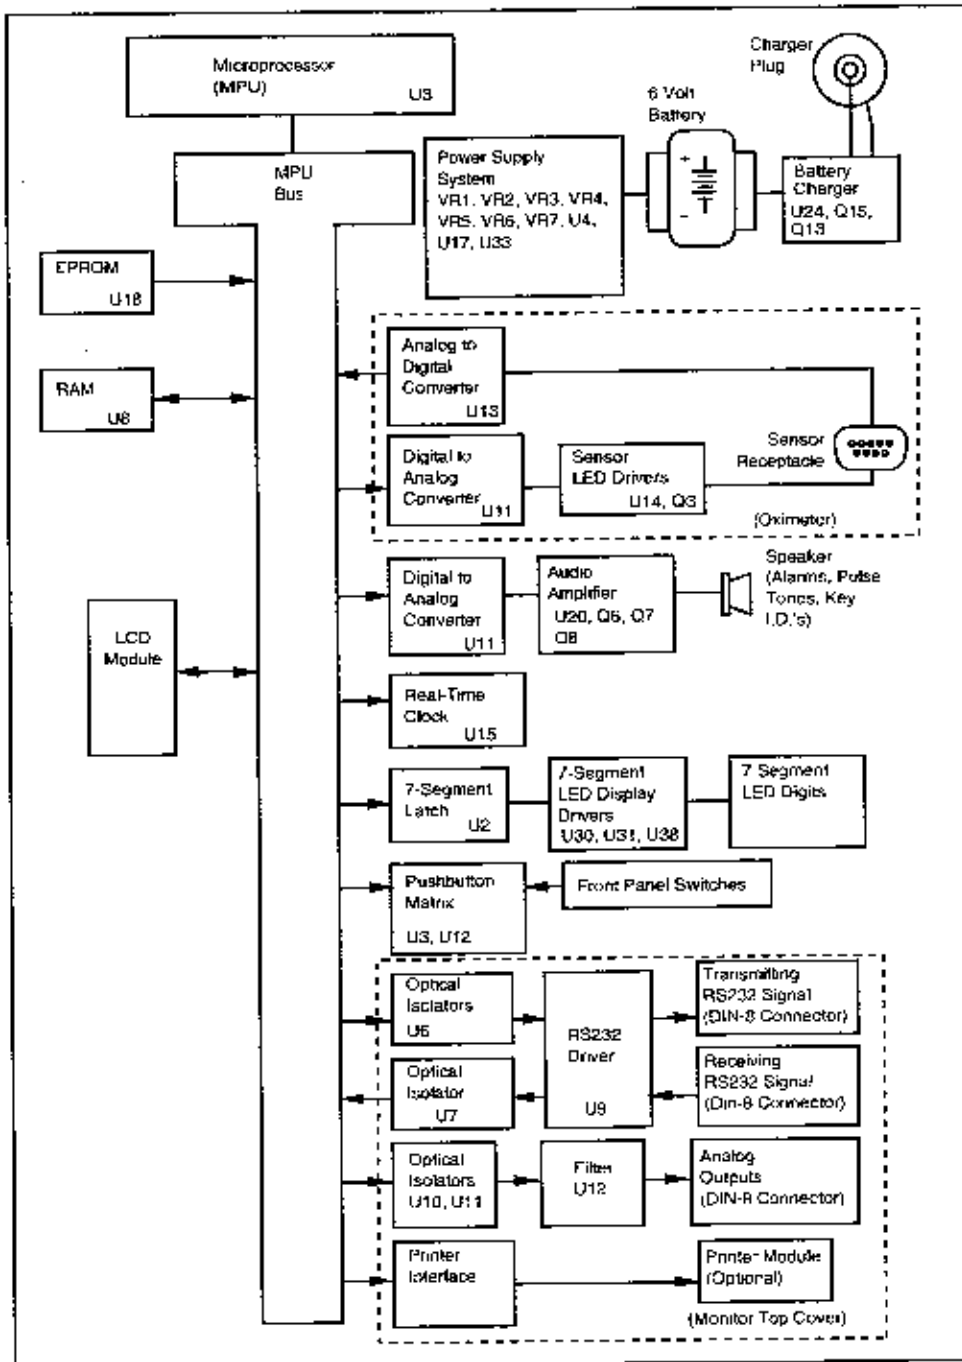 Microprocessor
(MPU)
U3
MPU
Bus
Charger
Plug
6 Volt
Battery
Power Supply
System
VR1, VR2, VR3, VR4,
VR5, VR6, VR7, U4,
U17, U33
+
−
Battery
Charger
U24, Q15,
Q13
EPROM
U18
RAM
U8
Analog to
Digital
Converter
U13
Sensor
Receptacle
Digital to
Analog
Converter
U11
Sensor
LED Drivers
U14, Q3
(Oximeter)
Digital to
Analog
Converter
U11
Audio
Amplifier
U20, Q6, Q7
Q8
Speaker
(Alarms, Pulse
Tones, Key
I.D.'s)
LCD
Module
Real-Time
Clock
U15
7-Segment
Latch
U2
7-Segment
LED Display
Drivers
U30, U31, U38
7 Segment
LED Digits
Pushbutton
Matrix
U3, U12
Front Panel Switches
Optical
Isolators
U6
RS232
Driver
U9
Transmitting
RS232 Signal
(DIN-8 Connector)
Optical
Isolator
U7
Receiving
RS232 Signal
(Din-8 Connector)
Optical
Isolators
U10, U11
Filter
U12
Analog
Outputs
(DIN-8 Connector)
Printer
Interface
Printer Module
(Optional)
(Monitor Top Cover)